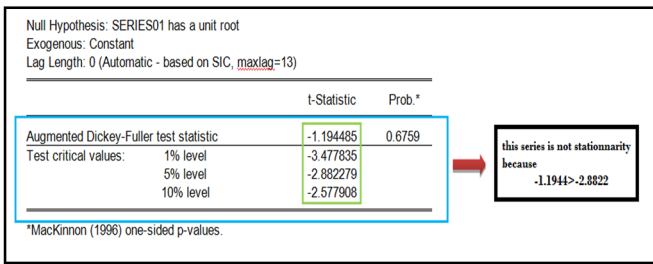 Null Hypothesis: SERIES01 has a unit root
Exogenous: Constant
Lag Length: 0 (Automatic - based on SIC, maxlag=13)
t-Statistic Prob.*
Augmented Dickey-Fuller test statistic -1.194485 0.6759
Test critical values: 1% level -3.477835
5% level -2.882279
10% level -2.577908
*MacKinnon (1996) one-sided p-values.
this series is not stationnarity
because
-1.1944>-2.8822